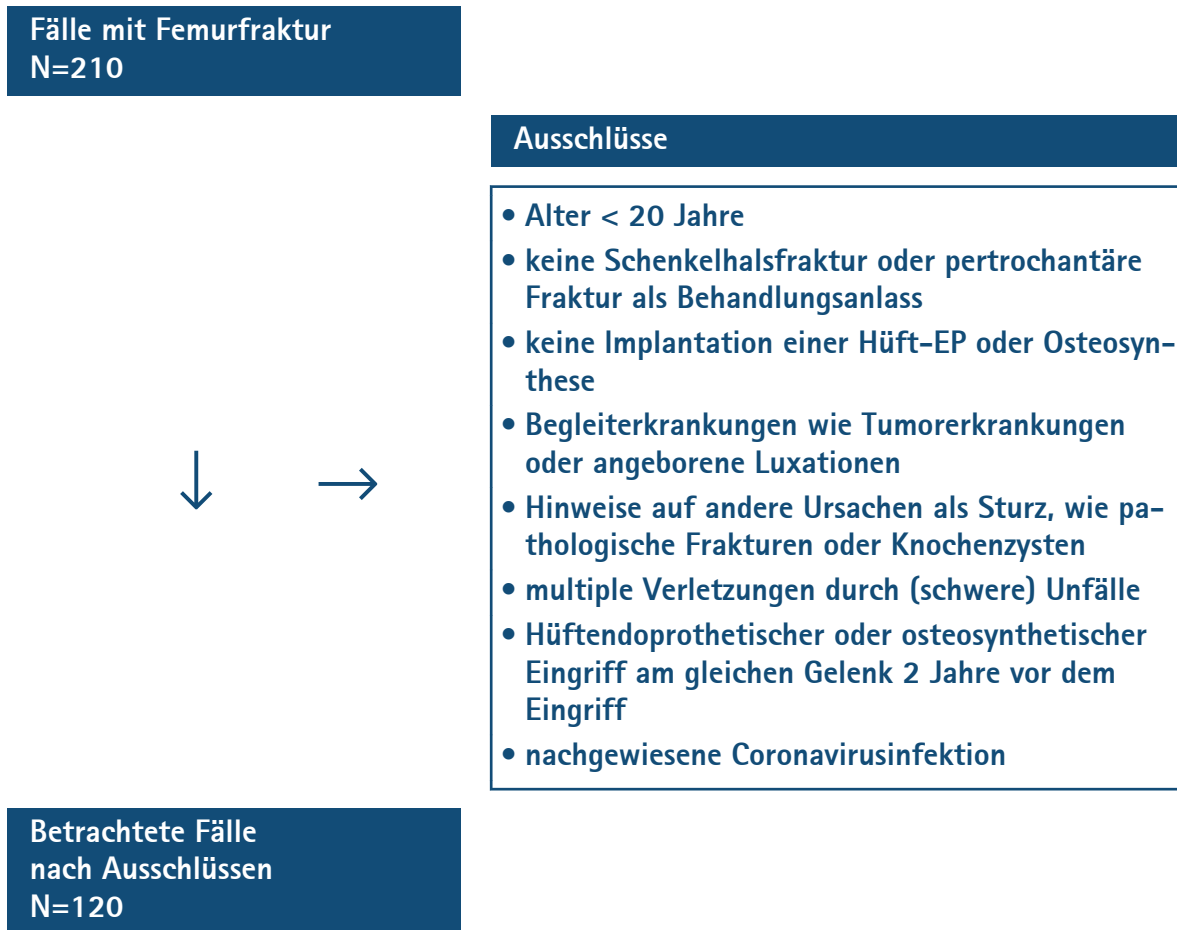 Fälle mit Femurfraktur
N=210
Ausschlüsse
• Alter < 20 Jahre
• keine Schenkelhalsfraktur oder pertrochantäre
Fraktur als Behandlungsanlass
• keine Implantation einer Hüft-EP oder Osteosyn-
these
• Begleiterkrankungen wie Tumorerkrankungen
oder angeborene Luxationen
• Hinweise auf andere Ursachen als Sturz, wie pa-
thologische Frakturen oder Knochenzysten
• multiple Verletzungen durch (schwere) Unfälle
• Hüftendoprothetischer oder osteosynthetischer
Eingriff am gleichen Gelenk 2 Jahre vor dem
Eingriff
• nachgewiesene Coronavirusinfektion
Betrachtete Fälle
nach Ausschlüssen
N=120